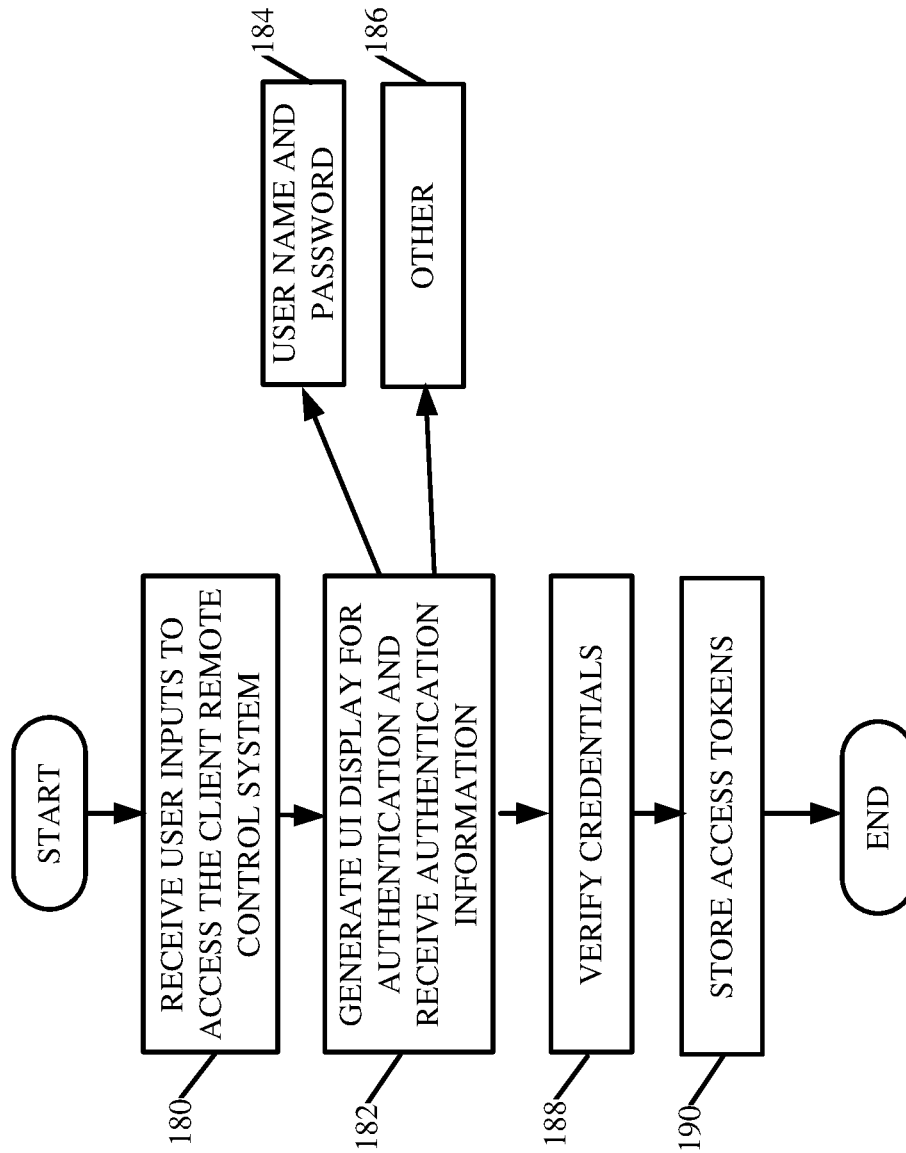 START
RECEIVE USER INPUTS TO
ACCESS THE CLIENT REMOTE
CONTROL SYSTEM
180
GENERATE UI DISPLAY FOR
AUTHENTICATION AND
RECEIVE AUTHENTICATION
INFORMATION
182
USER NAME AND
PASSWORD
184
OTHER
186
VERIFY CREDENTIALS
188
STORE ACCESS TOKENS
190
END